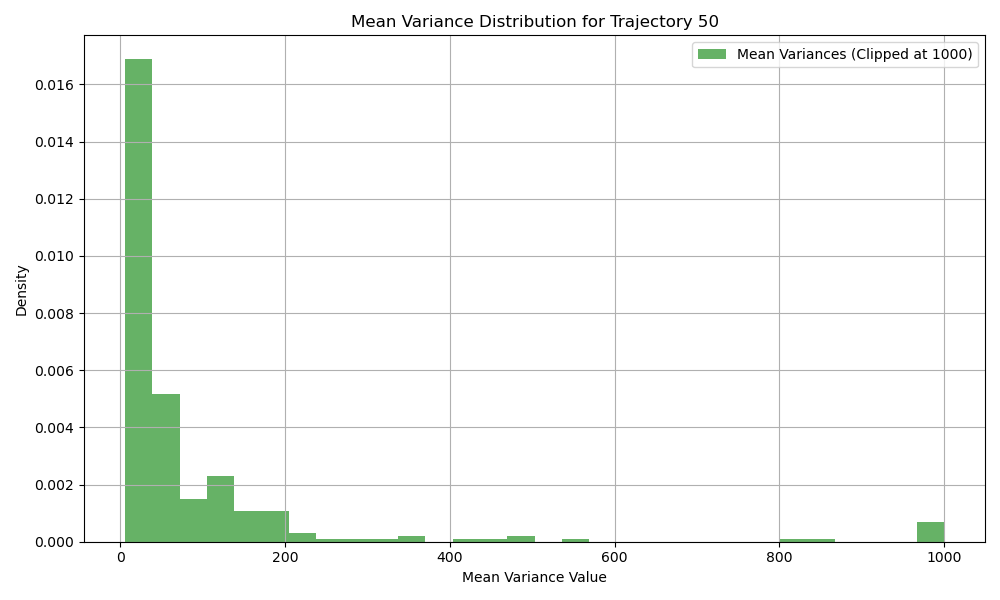 Mean Variance Distribution for Trajectory 50
Mean Variances (Clipped at 1000)
0.016
0.014
0.012
0.010
0.008
0.006
0.004
0.002
0.000
Density
0 200 400 600 800 1000
Mean Variance Value